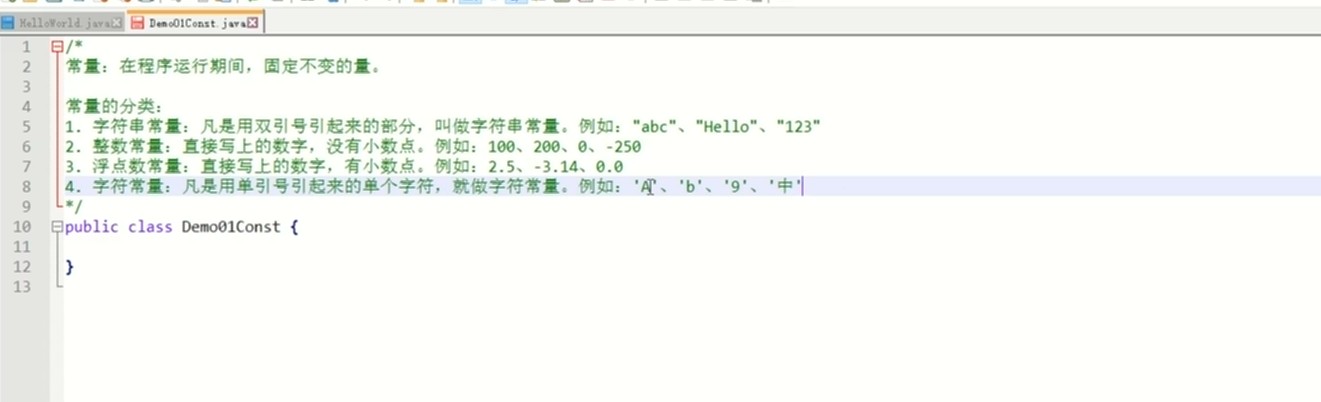 HelloWorld.java
Demo01Const.java
1 /*
2 常量：在程序运行期间，固定不变的量。
3
4 常量的分类：
5 1. 字符串常量：凡是用双引号引起来的部分，叫做字符串常量。例如："abc"、"Hello"、"123"
6 2. 整数常量：直接写上的数字，没有小数点。例如：100、200、0、-250
7 3. 浮点数常量：直接写上的数字，有小数点。例如：2.5、-3.14、0.0
8 4. 字符常量：凡是用单引号引起来的单个字符，就做字符常量。例如：'A'、'b'、'9'、'中'
9 */
10 public class Demo01Const {
11
12 }
13